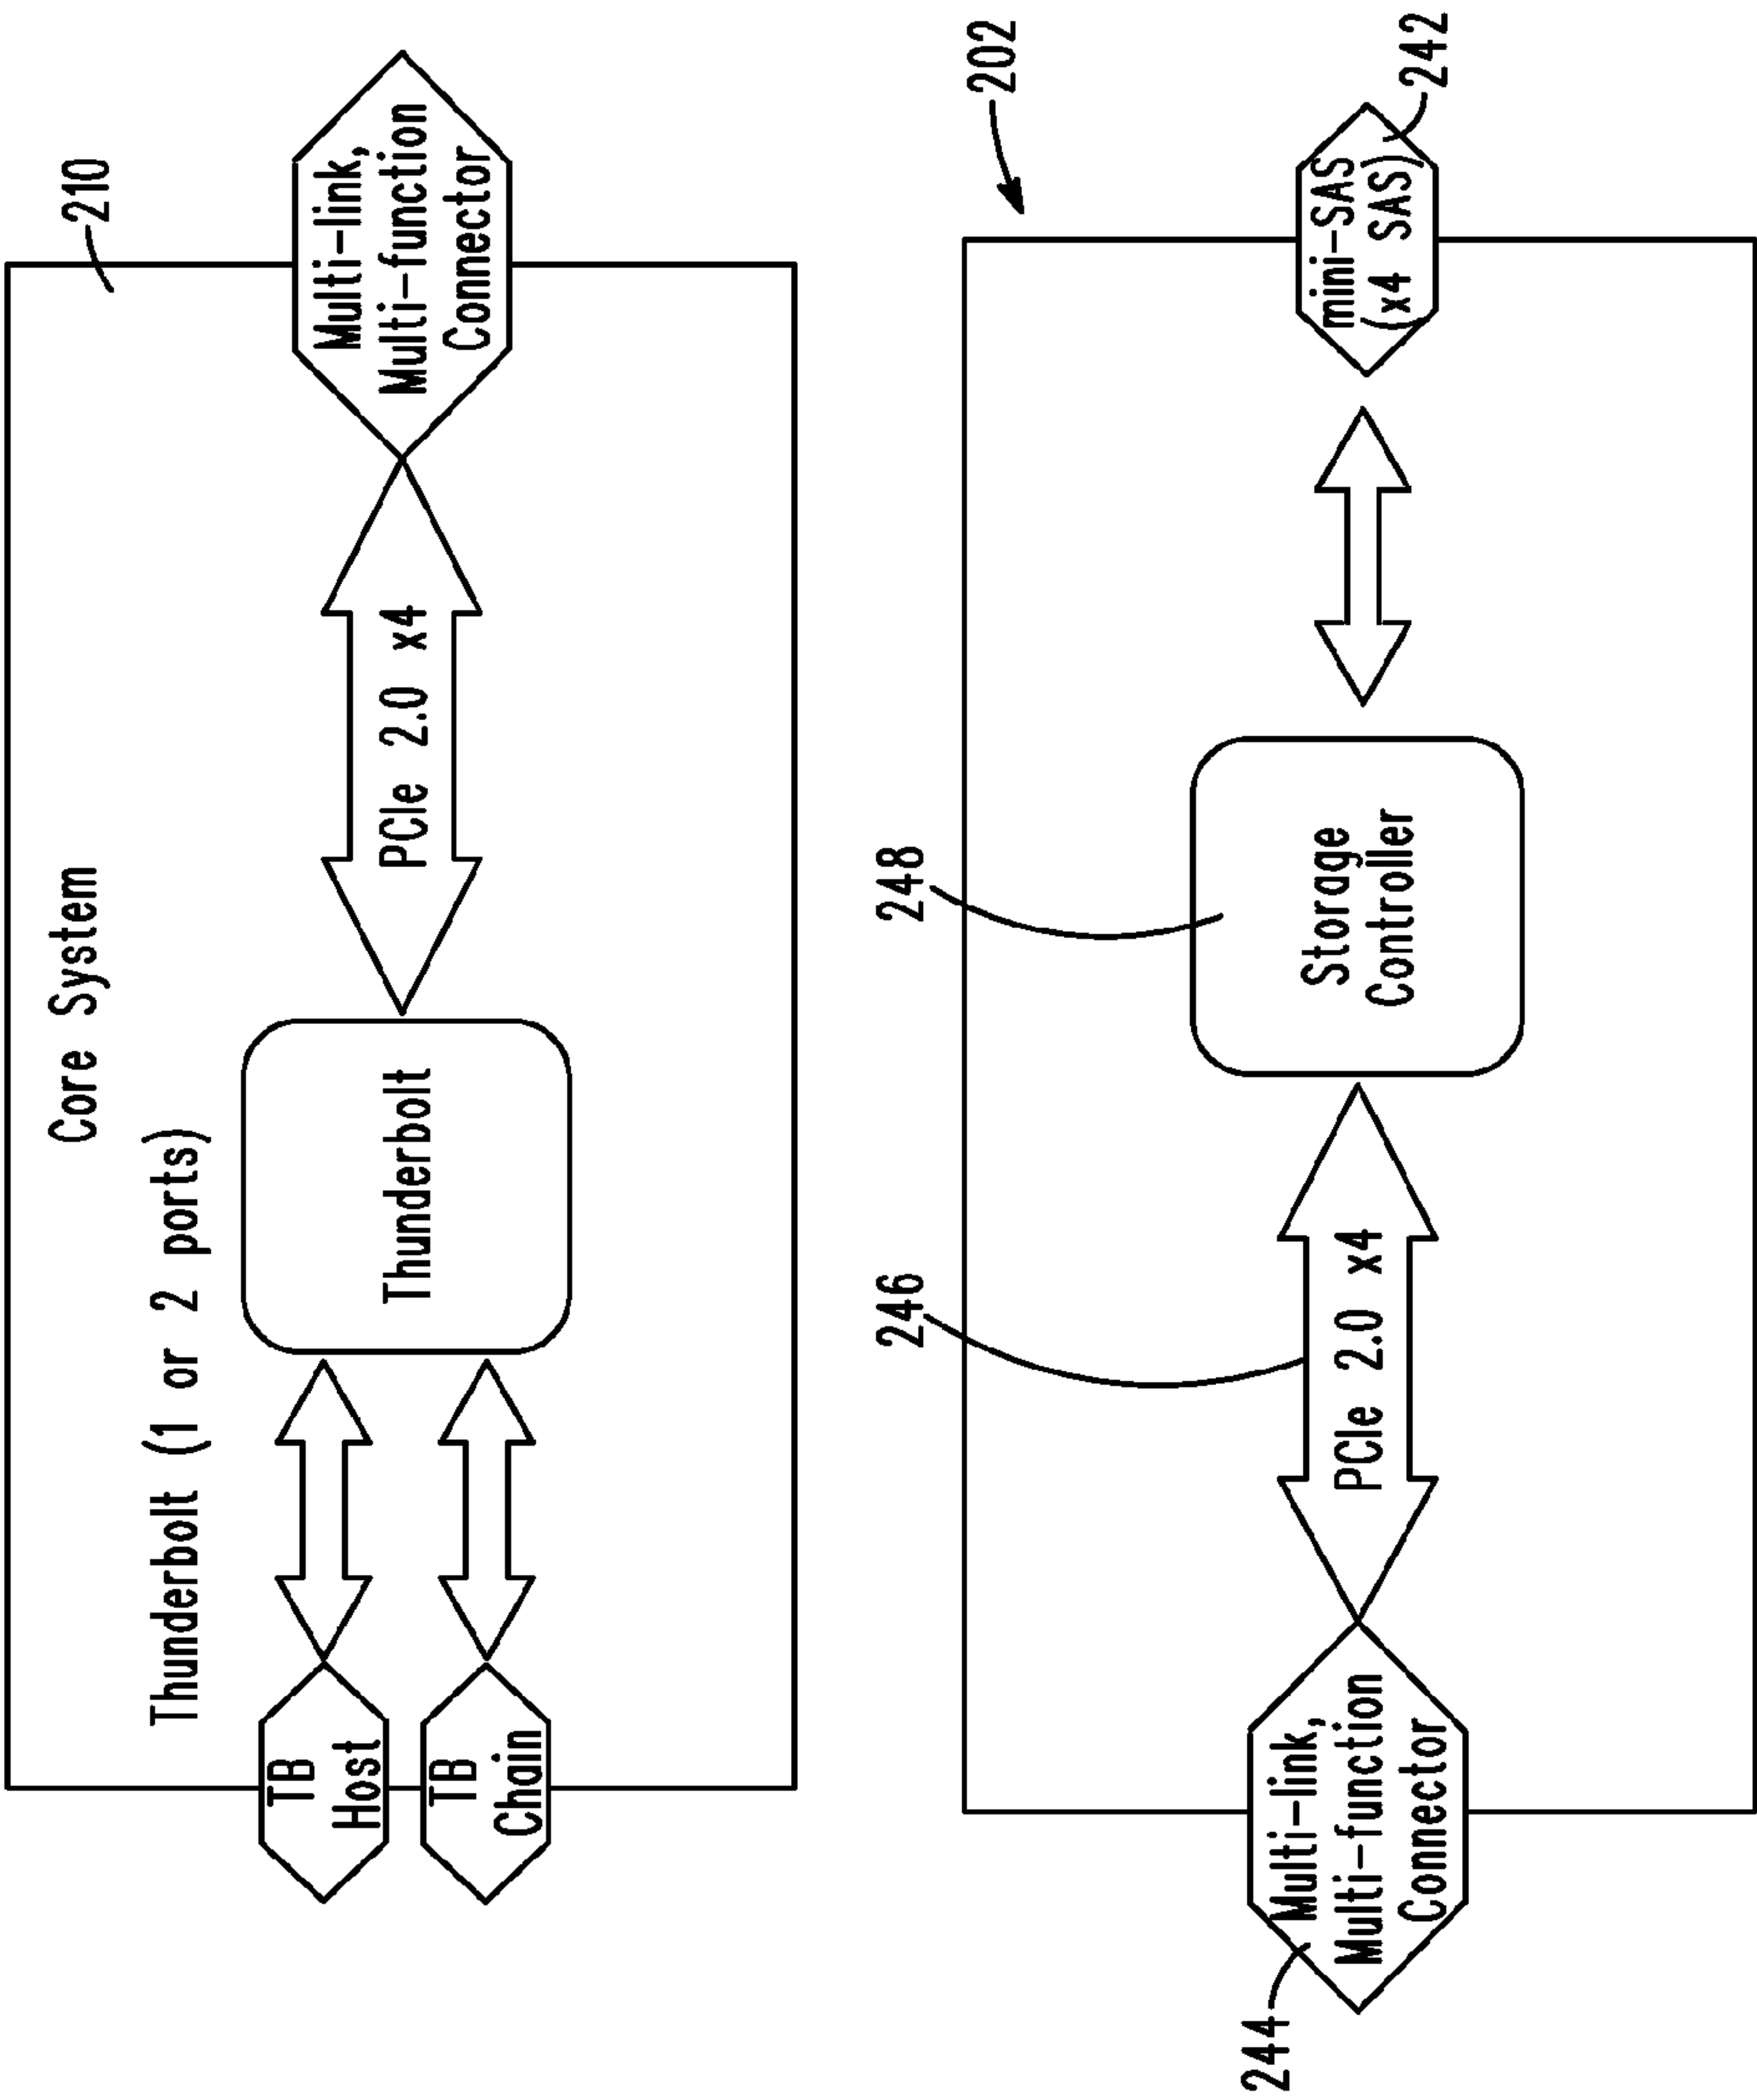 Core System
210
Thunderbolt (1 or 2 ports)
TB
Host
TB
Chain
Thunderbolt
PCIe 2.0 x4
Multi-link,
Multi-function
Connector
202
244
Multi-link,
Multi-function
Connector
246
PCIe 2.0 x4
248
Storage
Controller
mini-SAS
(x4 SAS)
242